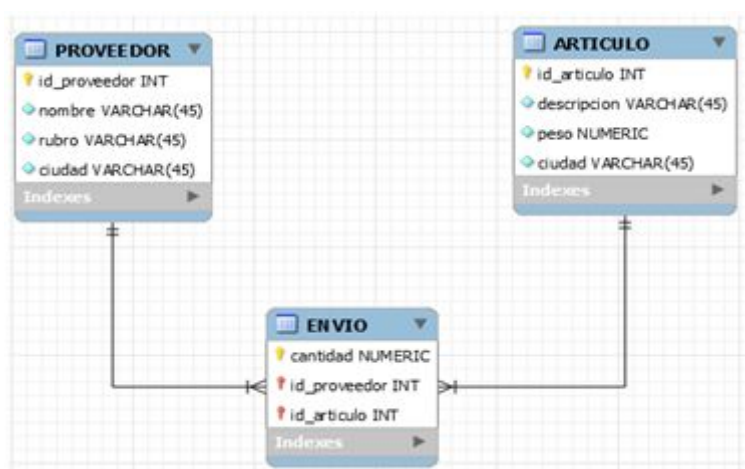 PROVEEDOR
id_proveedor INT
nombre VARCHAR(45)
rubro VARCHAR(45)
ciudad VARCHAR(45)
Indexes
ARTICULO
id_articulo INT
descripcion VARCHAR(45)
peso NUMERIC
ciudad VARCHAR(45)
Indexes
ENVIO
cantidad NUMERIC
id_proveedor INT
id_articulo INT
Indexes